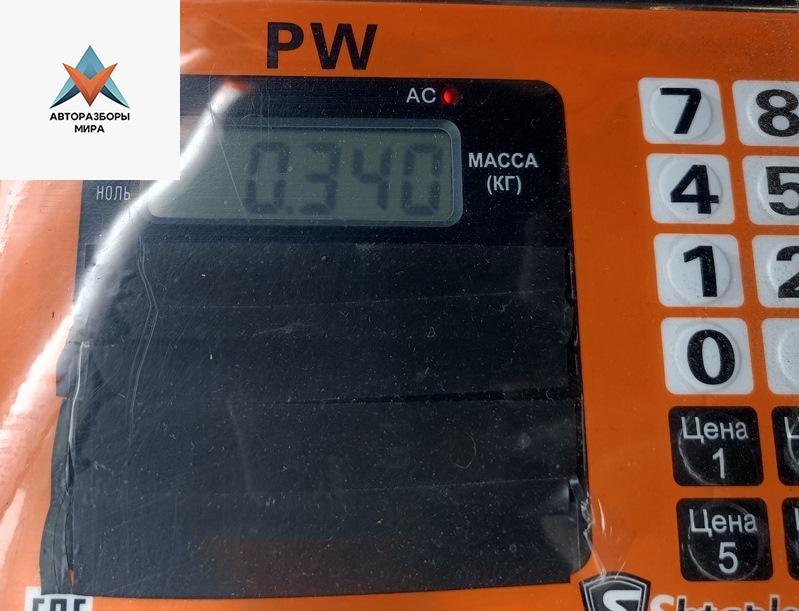 PW
АВТОРАЗБОРЫ
МИРА
AC
7
8
0.340
МАССА
(КГ)
НОЛЬ
4
5
1
2
0
Цена
1
Цена
5